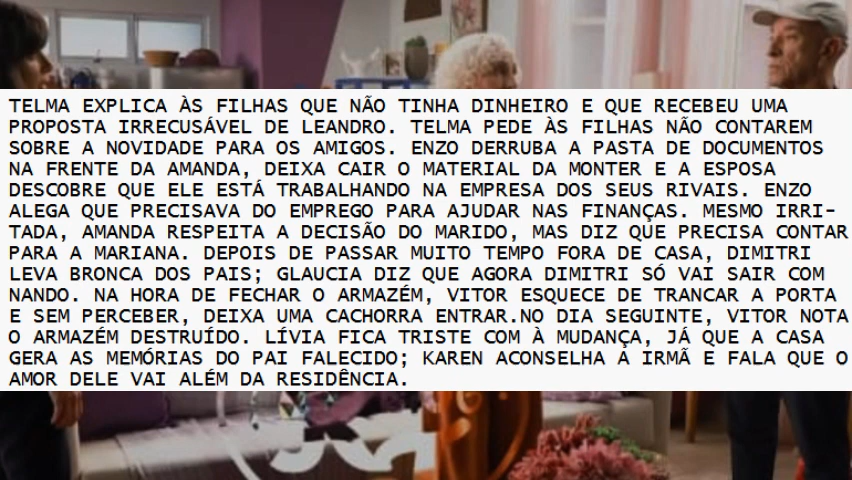 TELMA EXPLICA ÀS FILHAS QUE NÃO TINHA DINHEIRO E QUE RECEBEU UMA
PROPOSTA IRRECUSÁVEL DE LEANDRO. TELMA PEDE ÀS FILHAS NÃO CONTAREM
SOBRE A NOVIDADE PARA OS AMIGOS. ENZO DERRUBA A PASTA DE DOCUMENTOS
NA FRENTE DA AMANDA, DEIXA CAIR O MATERIAL DA MONTER E A ESPOSA
DESCOBRE QUE ELE ESTÁ TRABALHANDO NA EMPRESA DOS SEUS RIVAIS. ENZO
ALEGA QUE PRECISAVA DO EMPREGO PARA AJUDAR NAS FINANÇAS. MESMO IRRI-
TADA, AMANDA RESPEITA A DECISÃO DO MARIDO, MAS DIZ QUE PRECISA CONTAR
PARA A MARIANA. DEPOIS DE PASSAR MUITO TEMPO FORA DE CASA, DIMITRI
LEVA BRONCA DOS PAIS; GLAUCIA DIZ QUE AGORA DIMITRI SÓ VAI SAIR COM
NANDO. NA HORA DE FECHAR O ARMAZÉM, VITOR ESQUECE DE TRANCAR A PORTA
E SEM PERCEBER, DEIXA UMA CACHORRA ENTRAR.NO DIA SEGUINTE, VITOR NOTA
O ARMAZÉM DESTRUÍDO. LÍVIA FICA TRISTE COM À MUDANÇA, JÁ QUE A CASA
GERA AS MEMÓRIAS DO PAI FALECIDO; KAREN ACONSELHA A IRMÃ E FALA QUE O
AMOR DELE VAI ALÉM DA RESIDÊNCIA.